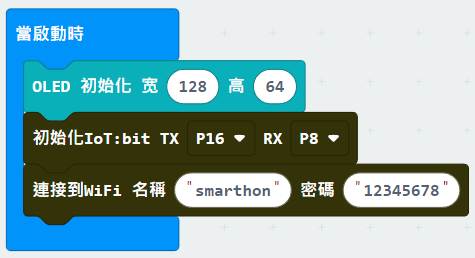 當啟動時
OLED 初始化 宽 128 高 64
初始化IoT:bit TX P16 RX P8
連接到WiFi 名稱 "smarthon" 密碼 "12345678"